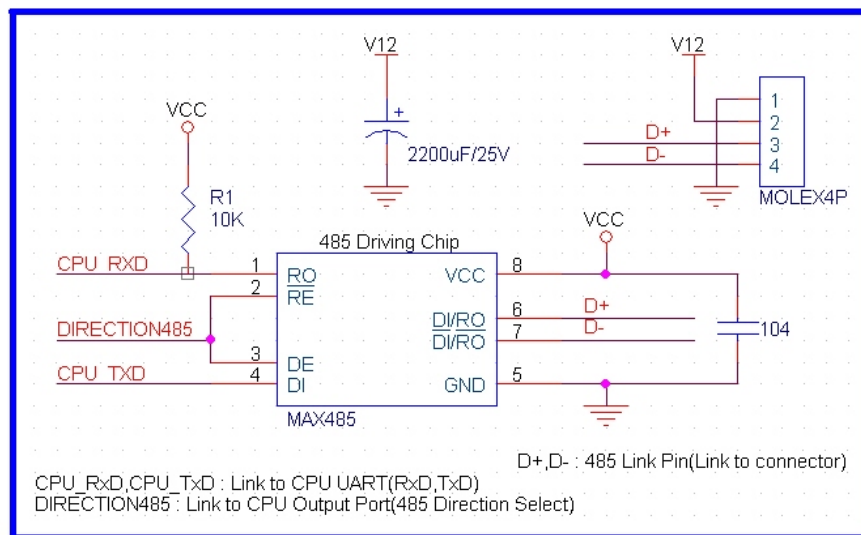 V12
V12
+
2200uF/25V
1
2
D+ 3
D- 4
MOLEX4P
VCC
R1
10K
VCC
485 Driving Chip
CPU_RXD 1 RO VCC 8
2 RE
DIRECTION485
DI/RO 6 D+
DI/RO 7 D-
104
3 DE
CPU_TXD 4 DI GND 5
MAX485
D+,D- : 485 Link Pin(Link to connector)
CPU_RxD,CPU_TxD : Link to CPU UART(RxD,TxD)
DIRECTION485 : Link to CPU Output Port(485 Direction Select)